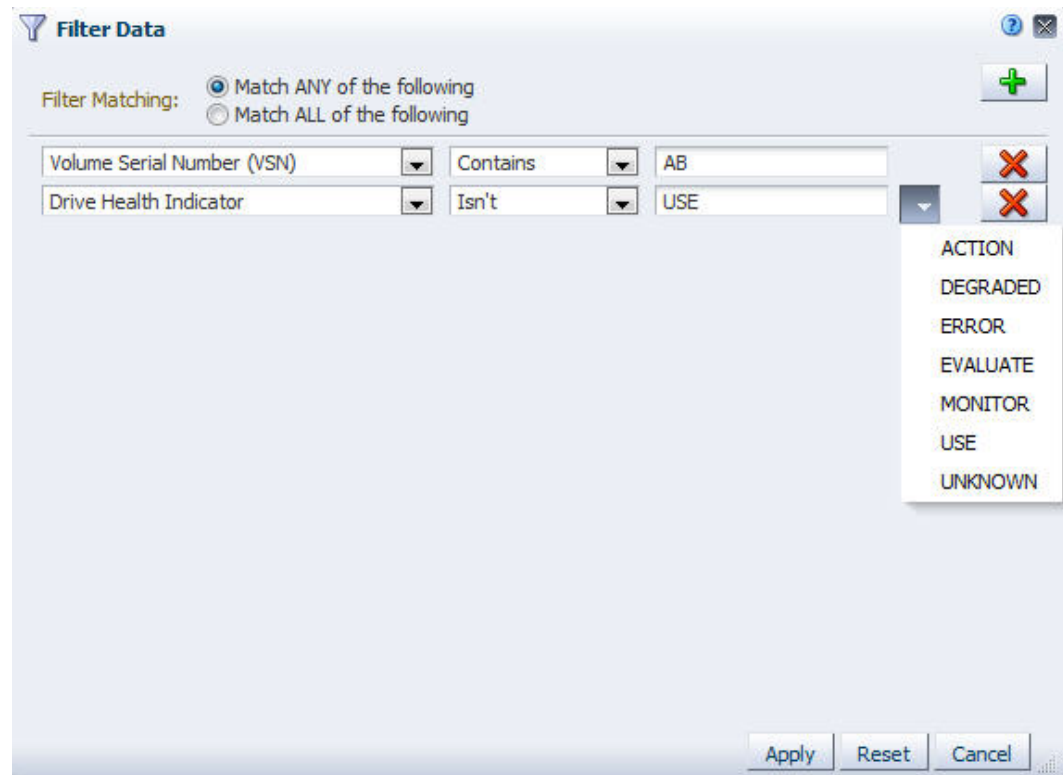 Filter Data
Filter Matching:
Match ANY of the following
Match ALL of the following
Volume Serial Number (VSN) Contains AB
Drive Health Indicator Isn't USE
ACTION
DEGRADED
ERROR
EVALUATE
MONITOR
USE
UNKNOWN
Apply Reset Cancel